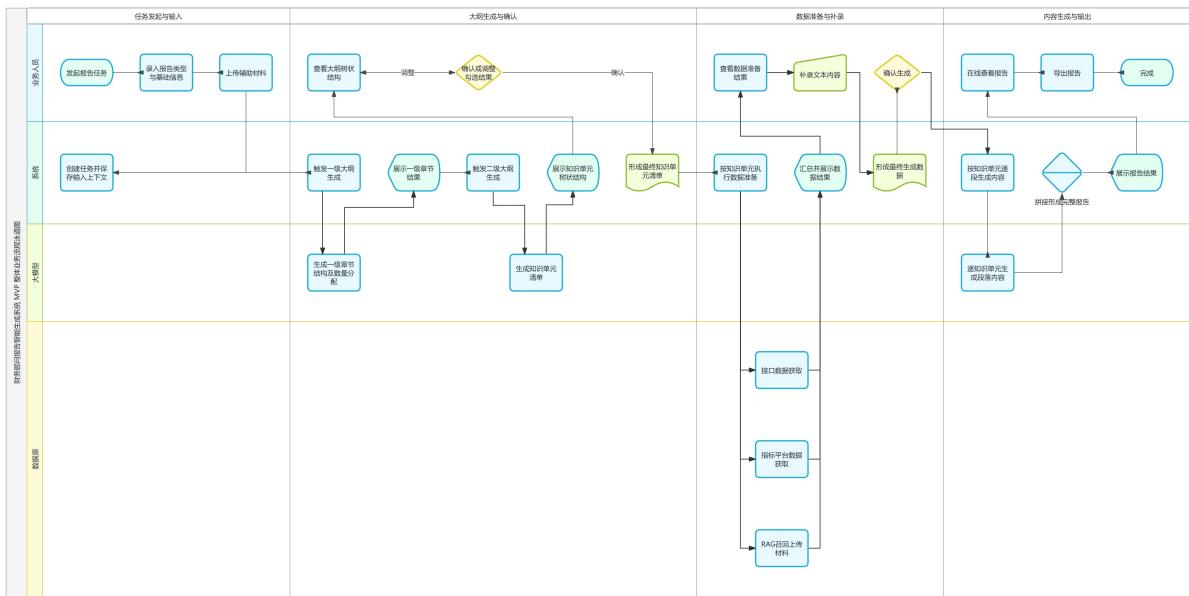 财务顾问报告智能生成系统 MVP 整体业务流程泳道图
任务发起与输入
大纲生成与确认
数据准备与补录
内容生成与输出
业务人员
发起报告任务
录入报告类型
与基础信息
上传辅助材料
查看大纲树状
结构
调整
确认或调整
勾选结果
确认
查看数据准备
结果
补录文本内容
确认生成
在线查看报告
导出报告
完成
系统
创建任务并保
存输入上下文
触发一级大纲
生成
展示一级章节
结果
触发二级大纲
生成
展示知识单元
树状结构
形成最终知识单
元清单
按知识单元执
行数据准备
汇总并展示数
据结果
形成最终生成数
据
按知识单元逐
段生成内容
拼接形成完整报告
展示报告结果
大模型
生成一级章节
结构及数量分
配
生成知识单元
清单
逐知识单元生
成段落内容
数据源
接口数据获取
指标平台数据
获取
RAG召回上传
材料